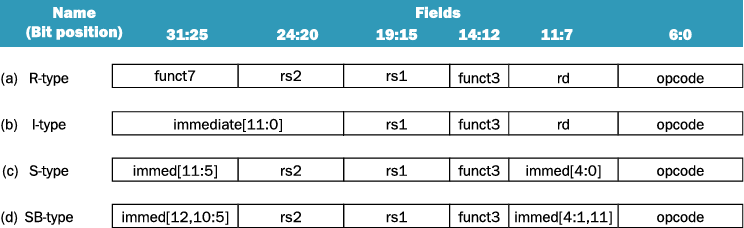 Name Fields
(Bit position) 31:25 24:20 19:15 14:12 11:7 6:0
(a) R-type funct7 rs2 rs1 funct3 rd opcode
(b) I-type immediate[11:0] rs1 funct3 rd opcode
(c) S-type immed[11:5] rs2 rs1 funct3 immed[4:0] opcode
(d) SB-type immed[12,10:5] rs2 rs1 funct3 immed[4:1,11] opcode